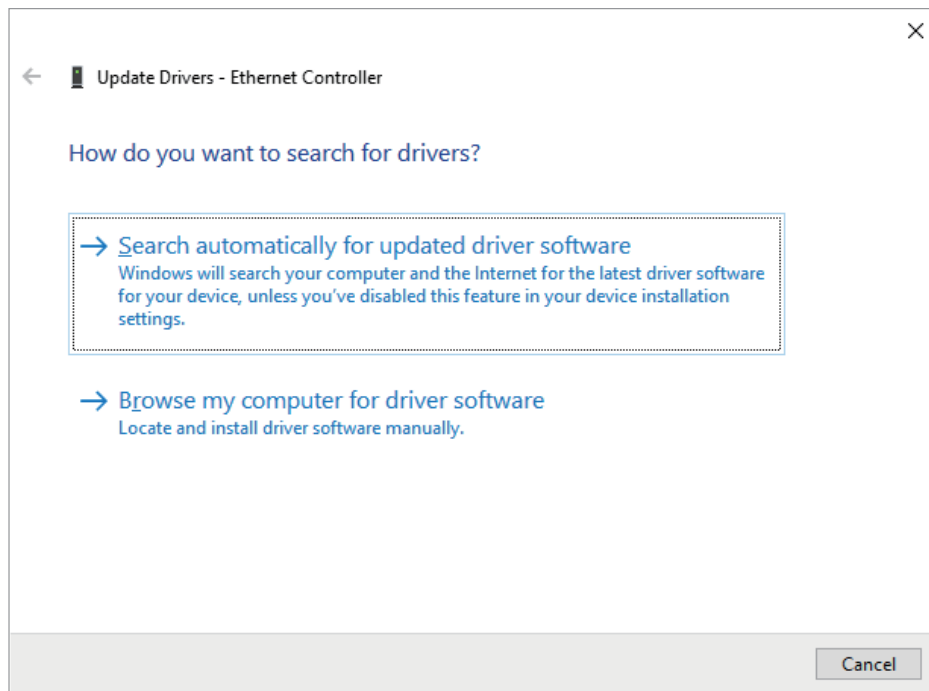 Update Drivers - Ethernet Controller
How do you want to search for drivers?
Search automatically for updated driver software
Windows will search your computer and the Internet for the latest driver software
for your device, unless you've disabled this feature in your device installation
settings.
Browse my computer for driver software
Locate and install driver software manually.
Cancel